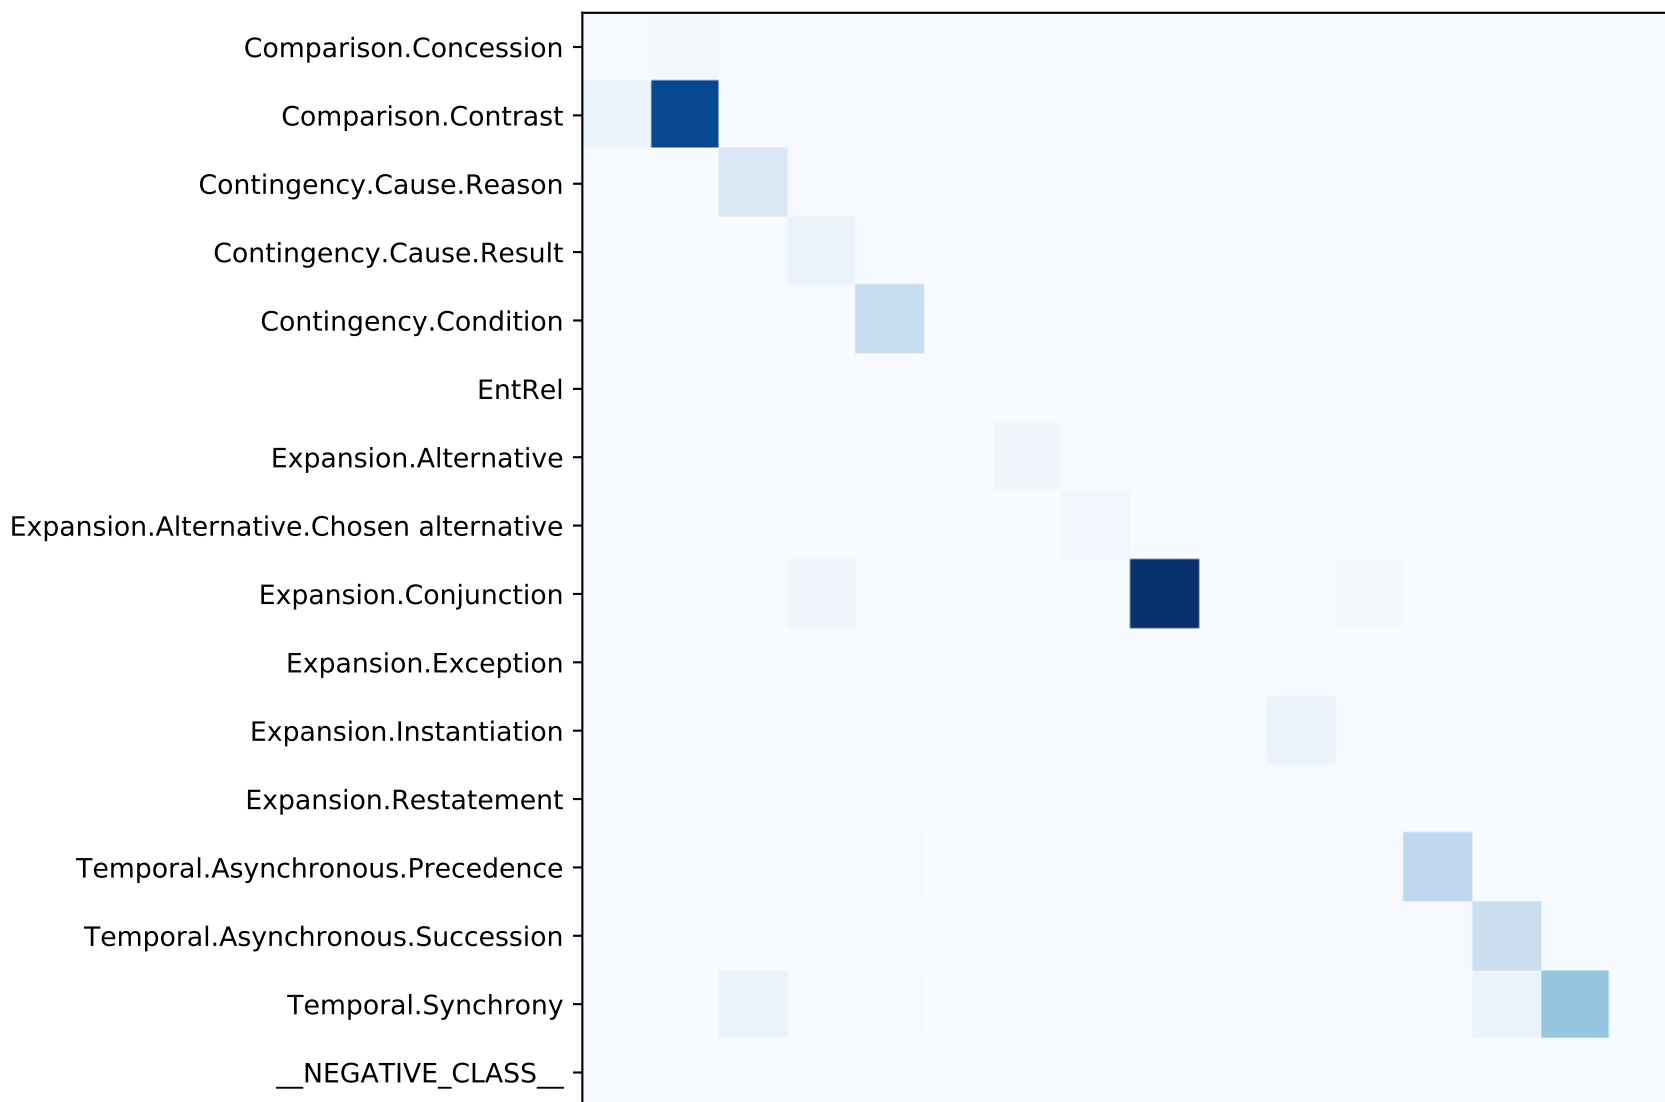 Comparison.Concession
Comparison.Contrast
Contingency.Cause.Reason
Contingency.Cause.Result
Contingency.Condition
EntRel
Expansion.Alternative
Expansion.Alternative.Chosen alternative
Expansion.Conjunction
Expansion.Exception
Expansion.Instantiation
Expansion.Restatement
Temporal.Asynchronous.Precedence
Temporal.Asynchronous.Succession
Temporal.Synchrony
__NEGATIVE_CLASS__